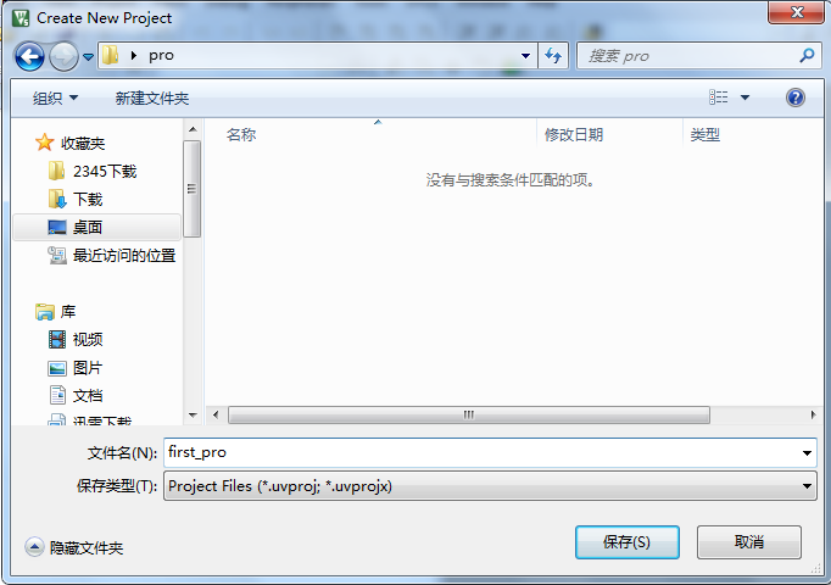 Create New Project
pro
搜索 pro
组织
新建文件夹
名称
修改日期
类型
没有与搜索条件匹配的项。
收藏夹
2345下载
下载
桌面
最近访问的位置
库
视频
图片
文档
迅雷下载
文件名(N): first_pro
保存类型(T): Project Files (*.uvproj; *.uvprojx)
隐藏文件夹
保存(S)
取消